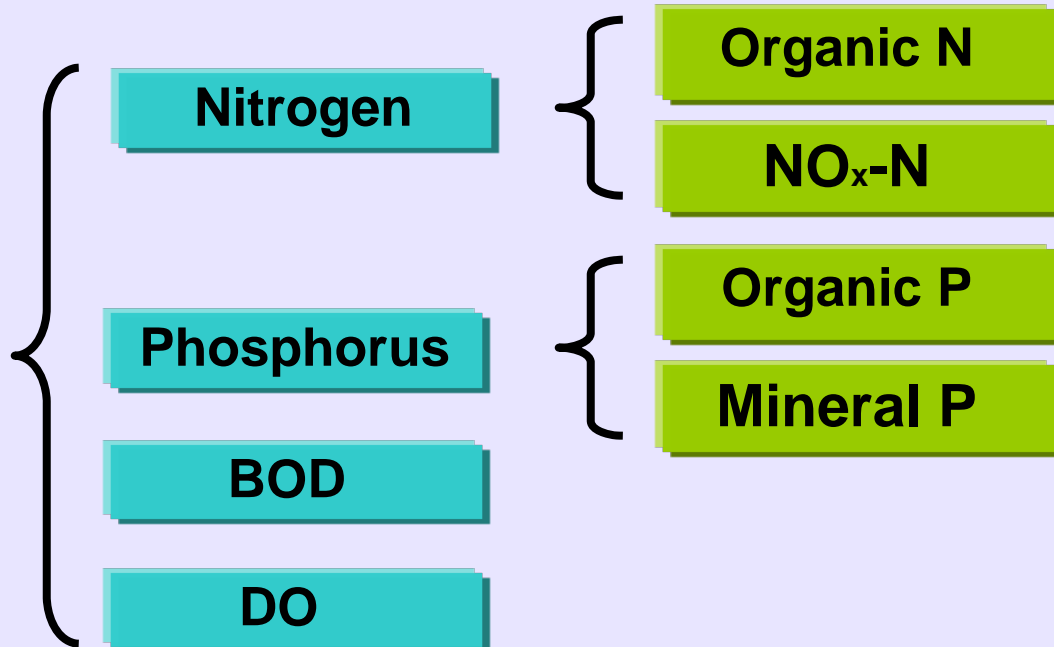 Nitrogen
Organic N
NOx-N
Phosphorus
Organic P
Mineral P
BOD
DO